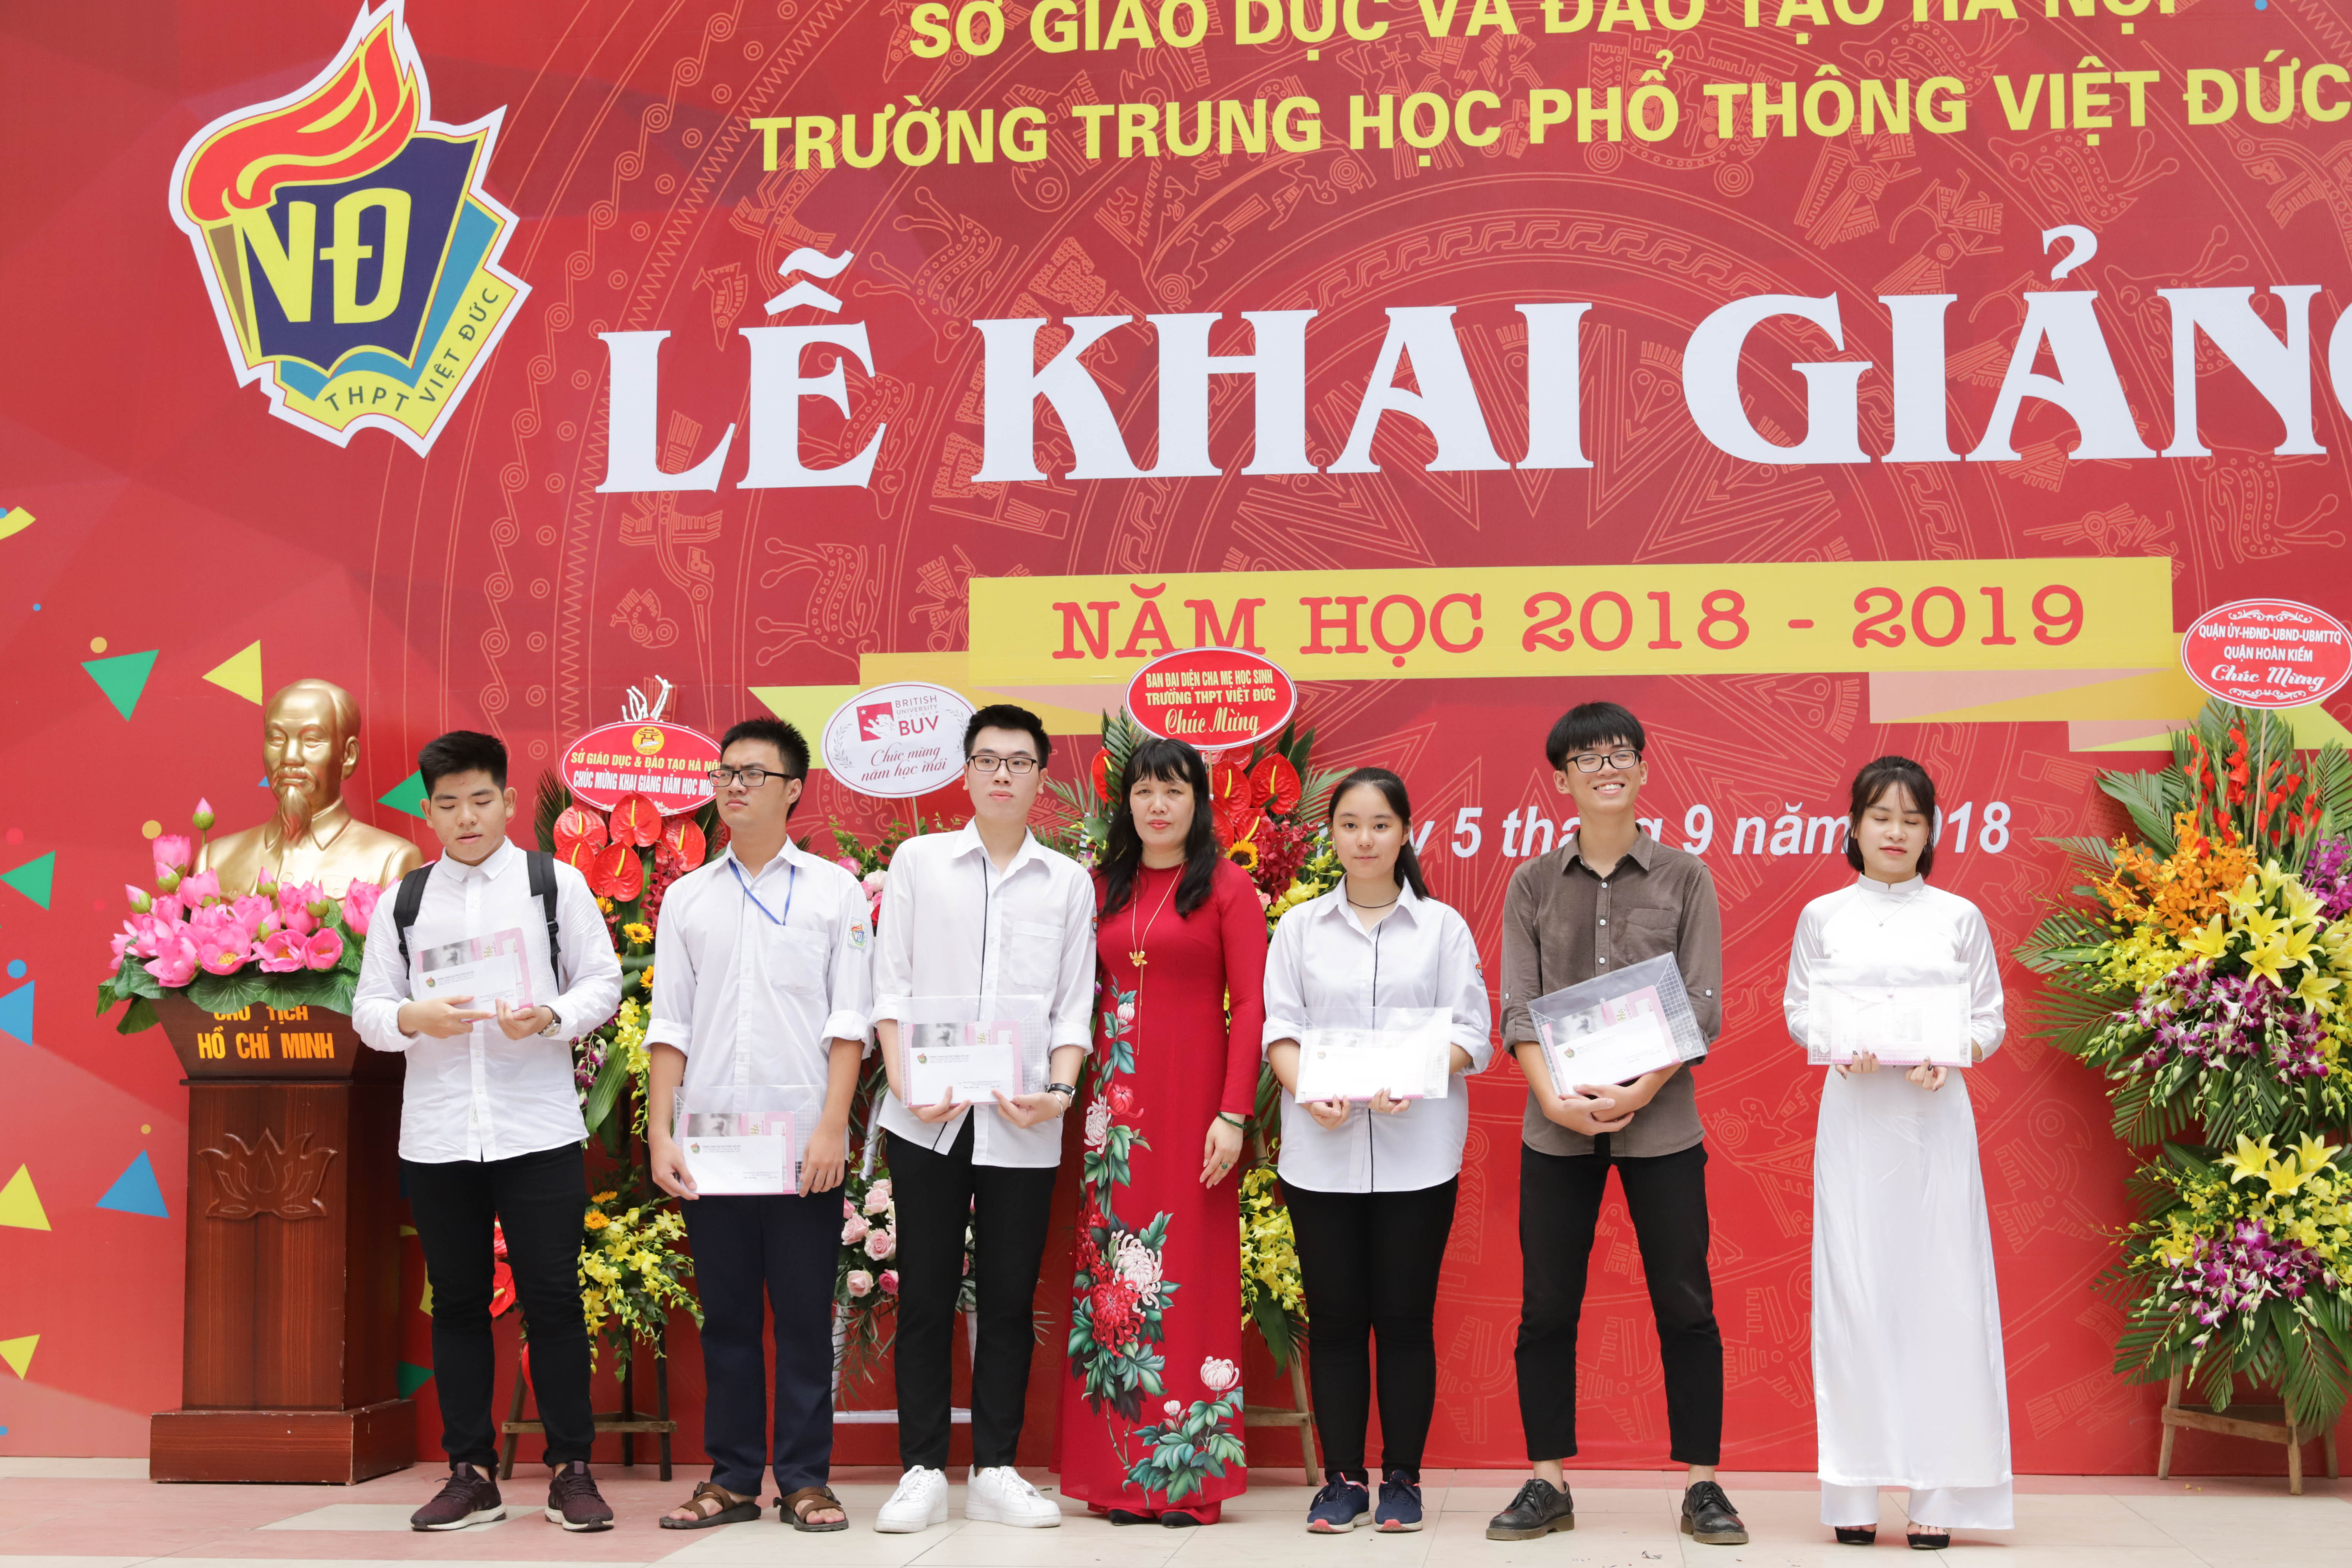 SỞ GIÁO DỤC VÀ ĐÀO TẠO HÀ NỘI
TRƯỜNG TRUNG HỌC PHỔ THÔNG VIỆT ĐỨC
NĐ
THPT VIỆT ĐỨC
LỄ KHAI GIẢNG
NĂM HỌC 2018 - 2019
QUẬN ỦY-HĐND-UBND-UBMTTQ
QUẬN HOÀN KIẾM
Chúc Mừng
BAN ĐẠI DIỆN CHA MẸ HỌC SINH
TRƯỜNG THPT VIỆT ĐỨC
Chúc Mừng
BRITISH
UNIVERSITY
BUV
Chúc mừng
năm học mới
SỞ GIÁO DỤC & ĐÀO TẠO HÀ NỘI
CHÚC MỪNG KHAI GIẢNG NĂM HỌC MỚI
5 tháng 9 năm 2018
CHỦ TỊCH
HỒ CHÍ MINH